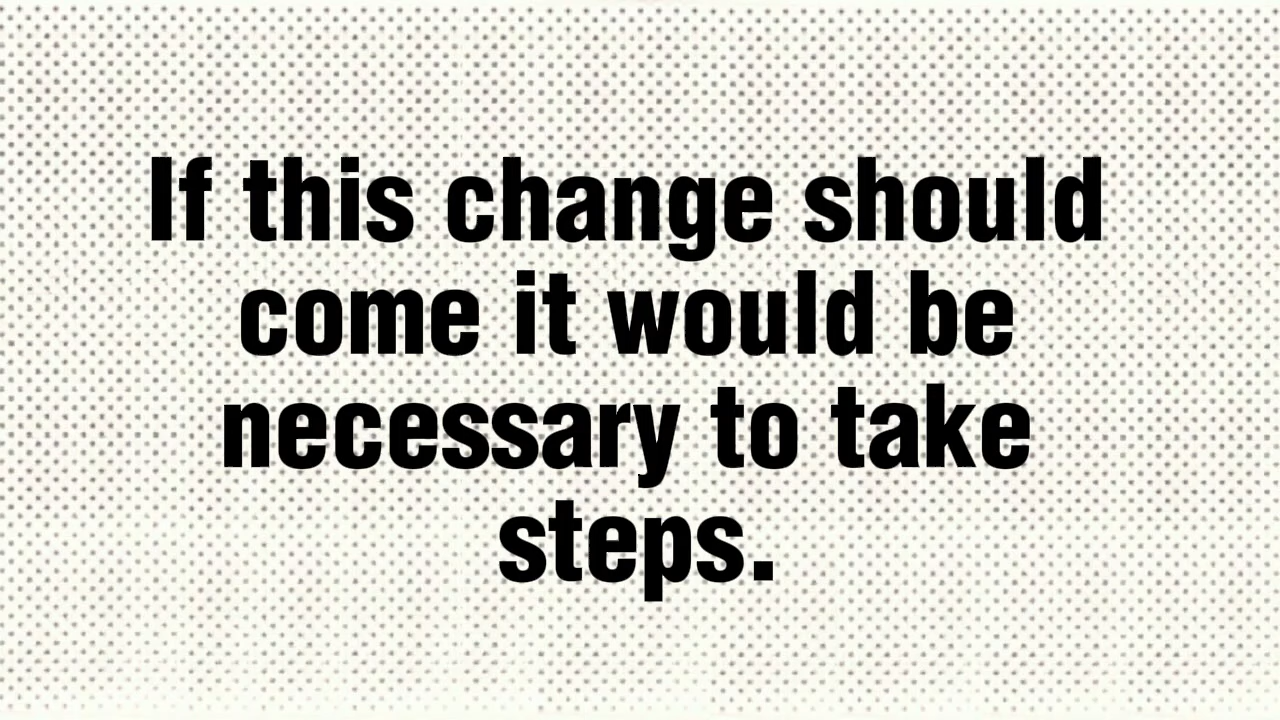 If this change should
come it would be
necessary to take
steps.